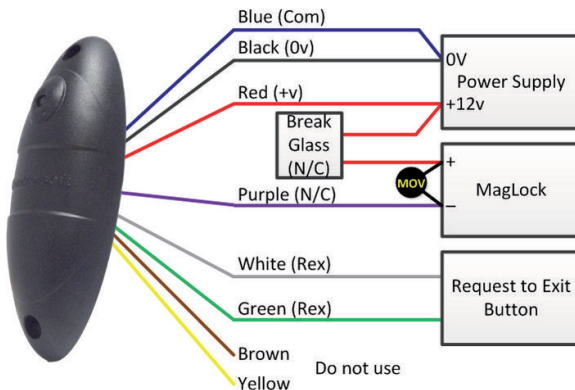 Blue (Com)
Black (0v)
Red (+v)
0V
Power Supply
+12v
Break
Glass
(N/C)
+
MOV
MagLock
–
Purple (N/C)
White (Rex)
Green (Rex)
Request to Exit
Button
Brown
Yellow
Do not use